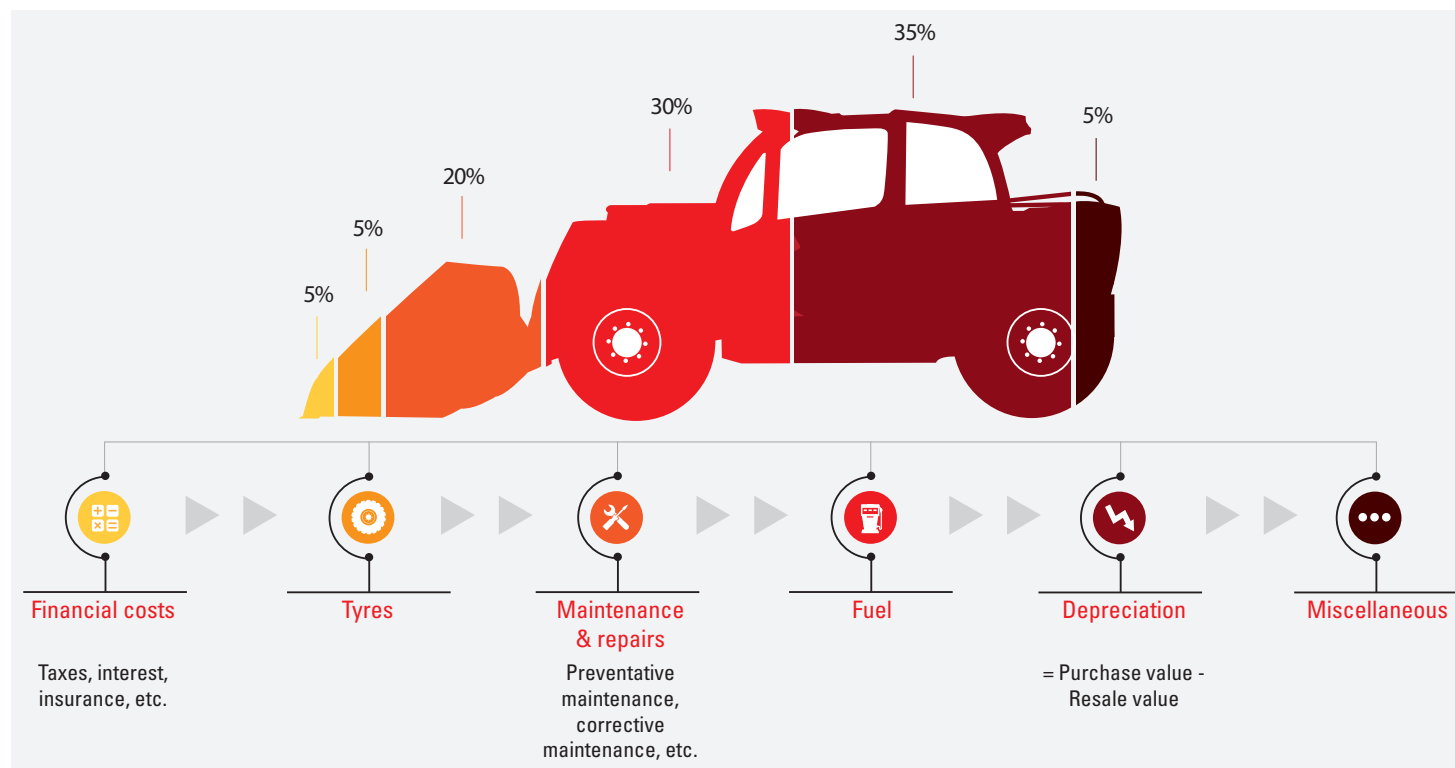 35%
30%
5%
20%
5%
5%
Financial costs
Tyres
Maintenance
& repairs
Fuel
Depreciation
Miscellaneous
Taxes, interest,
insurance, etc.
Preventative
maintenance,
corrective
maintenance, etc.
= Purchase value -
Resale value